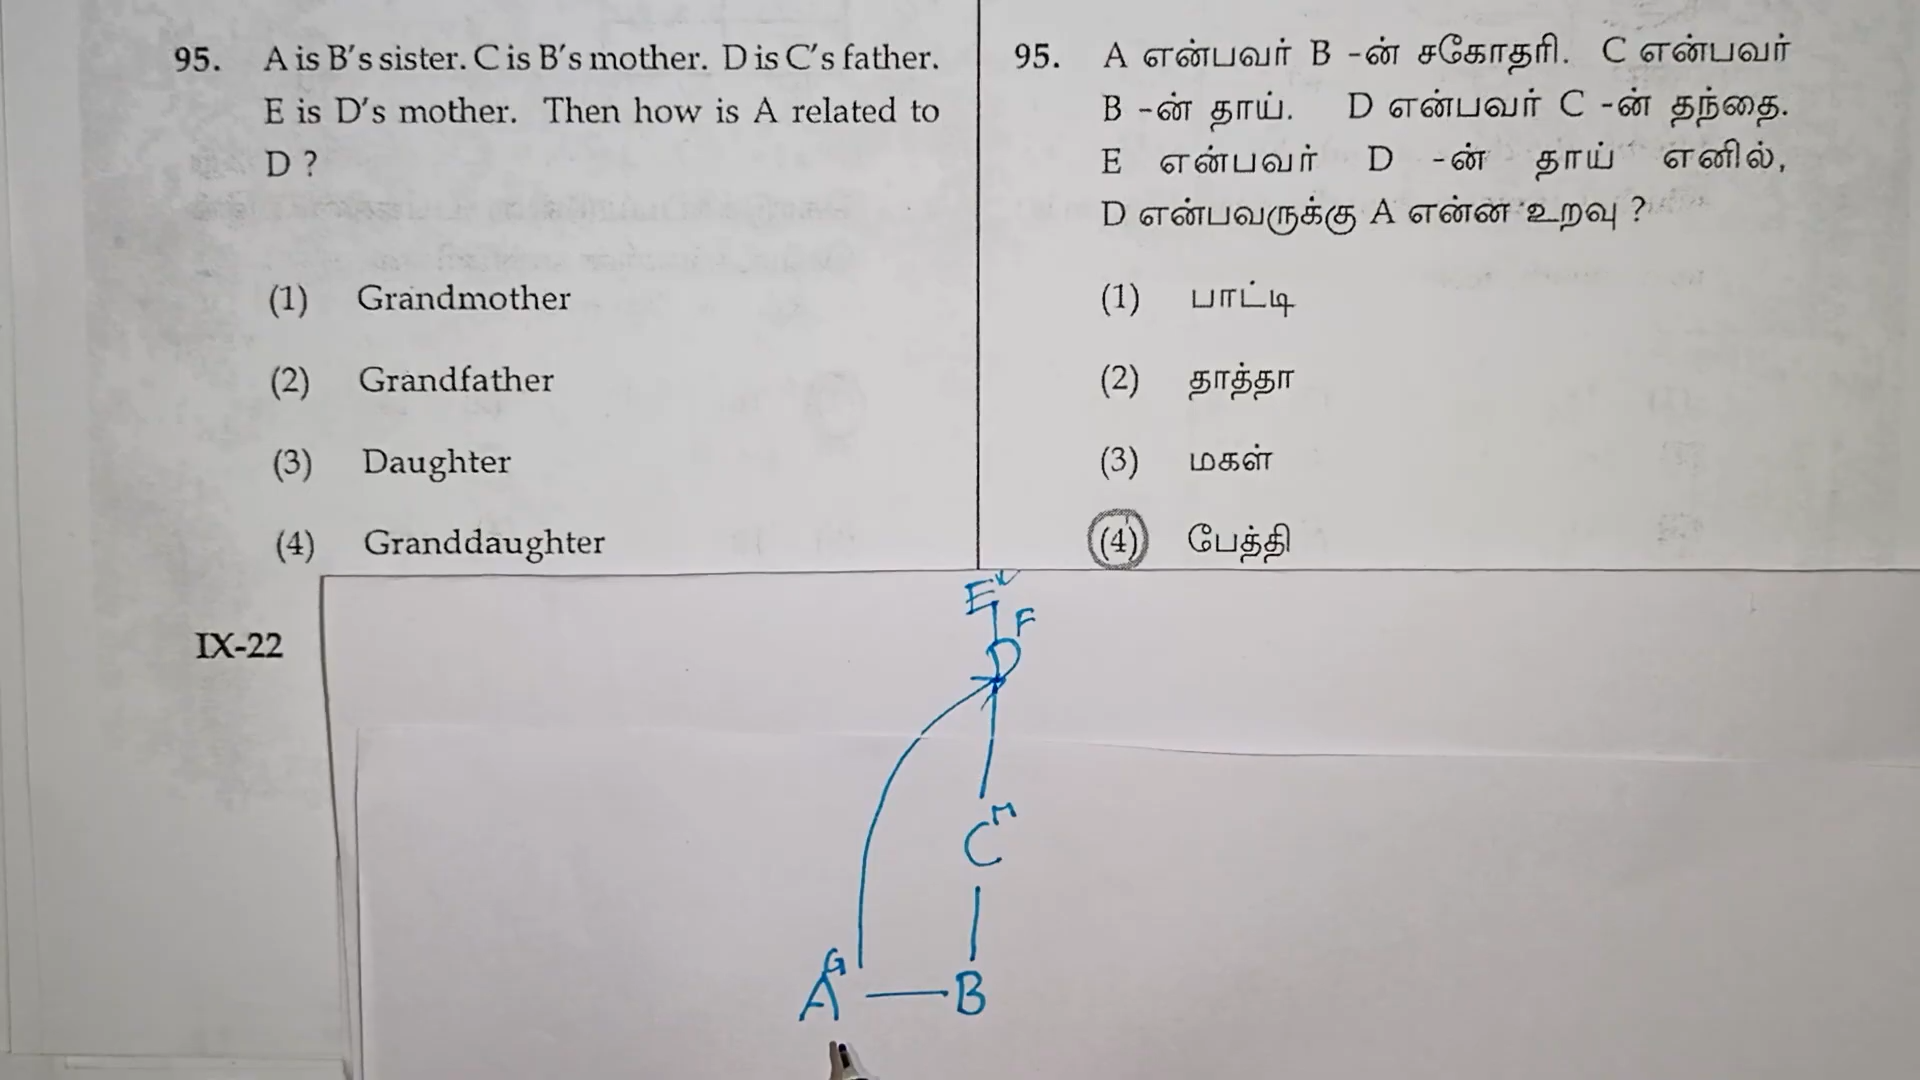 95. A is B's sister. C is B's mother. D is C's father.
E is D's mother. Then how is A related to
D ?
(1) Grandmother
(2) Grandfather
(3) Daughter
(4) Granddaughter
IX-22
95. A என்பவர் B -ன் சகோதரி. C என்பவர்
B -ன் தாய். D என்பவர் C -ன் தந்தை.
E என்பவர் D -ன் தாய் எனில்,
D என்பவருக்கு A என்ன உறவு ?
(1) பாட்டி
(2) தாத்தா
(3) மகள்
(4) பேத்தி
E
F
D
M
C
G
A — B